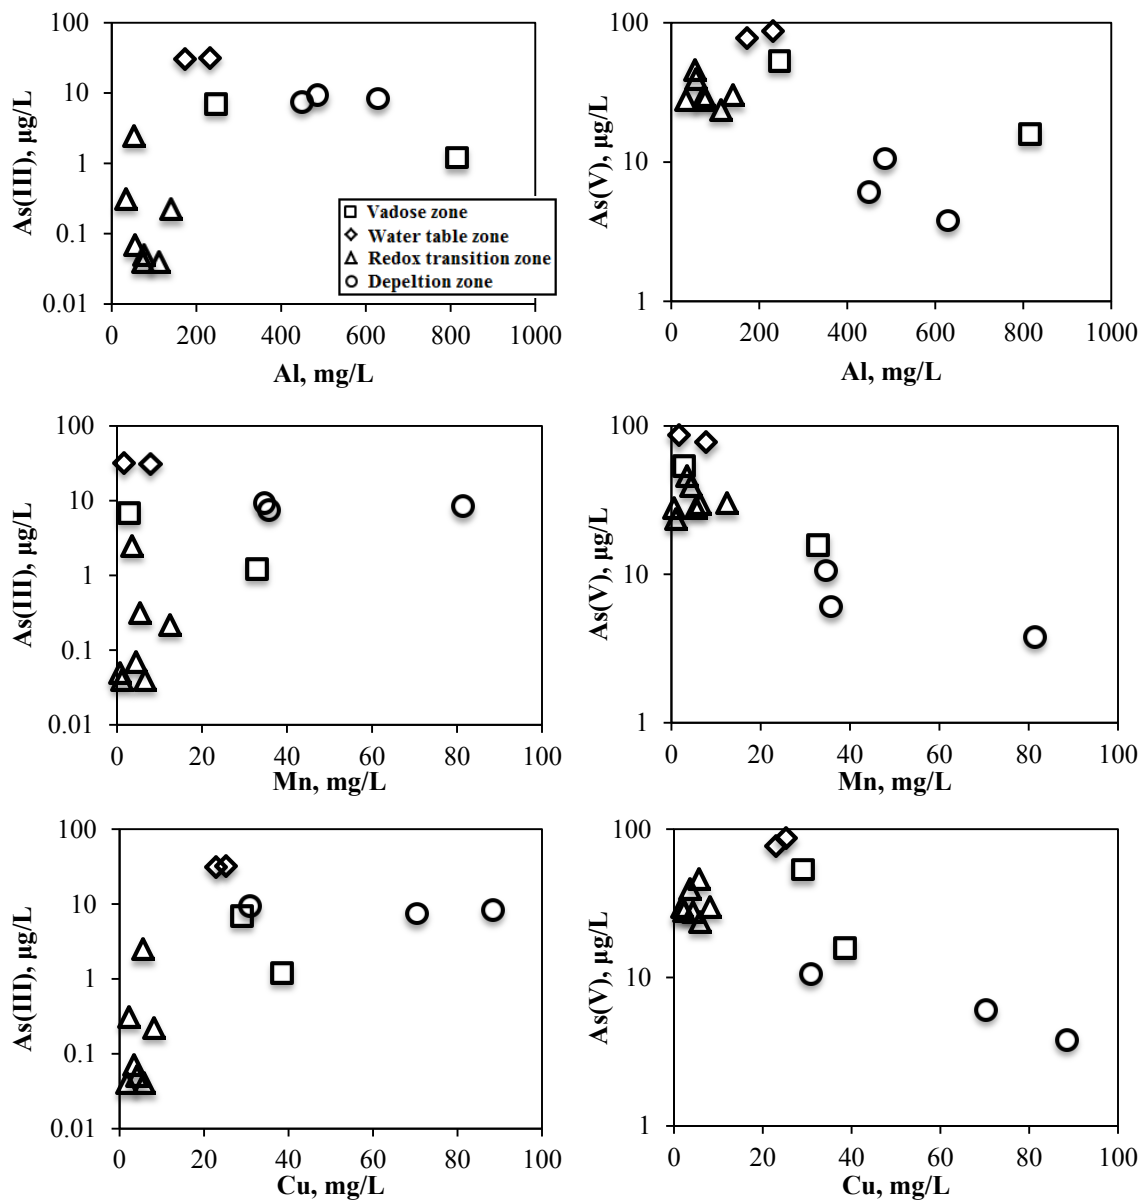 100
10
1
0.1
0.01
As(III), µg/L
0 200 400 600 800 1000
Al, mg/L
Vadose zone
Water table zone
Redox transition zone
Depeltion zone
100
10
1
As(V), µg/L
0 200 400 600 800 1000
Al, mg/L
100
10
1
0.1
0.01
As(III), µg/L
0 20 40 60 80 100
Mn, mg/L
100
10
1
As(V), µg/L
0 20 40 60 80 100
Mn, mg/L
100
10
1
0.1
0.01
As(III), µg/L
0 20 40 60 80 100
Cu, mg/L
100
10
1
As(V), µg/L
0 20 40 60 80 100
Cu, mg/L